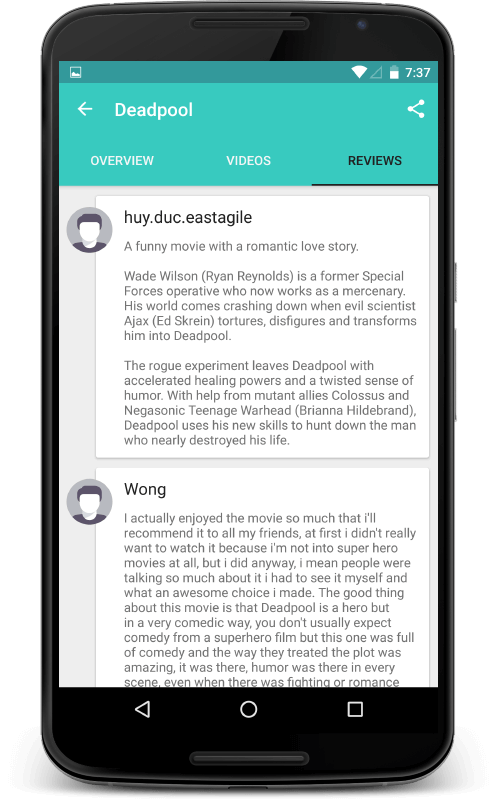 7:37
Deadpool
OVERVIEW VIDEOS REVIEWS
huy.duc.eastagile
A funny movie with a romantic love story.
Wade Wilson (Ryan Reynolds) is a former Special
Forces operative who now works as a mercenary.
His world comes crashing down when evil scientist
Ajax (Ed Skrein) tortures, disfigures and transforms
him into Deadpool.
The rogue experiment leaves Deadpool with
accelerated healing powers and a twisted sense of
humor. With help from mutant allies Colossus and
Negasonic Teenage Warhead (Brianna Hildebrand),
Deadpool uses his new skills to hunt down the man
who nearly destroyed his life.
Wong
I actually enjoyed the movie so much that i'll
recommend it to all my friends, at first i didn't really
want to watch it because i'm not into super hero
movies at all, but i did anyway, i mean people were
talking so much about it i had to see it myself and
what an awesome choice i made. The good thing
about this movie is that Deadpool is a hero but
in a very comedic way, you don't usually expect
comedy from a superhero film but this one was full
of comedy and the way they treated the plot was
amazing, it was there, humor was there in every
scene, even when there was fighting or romance